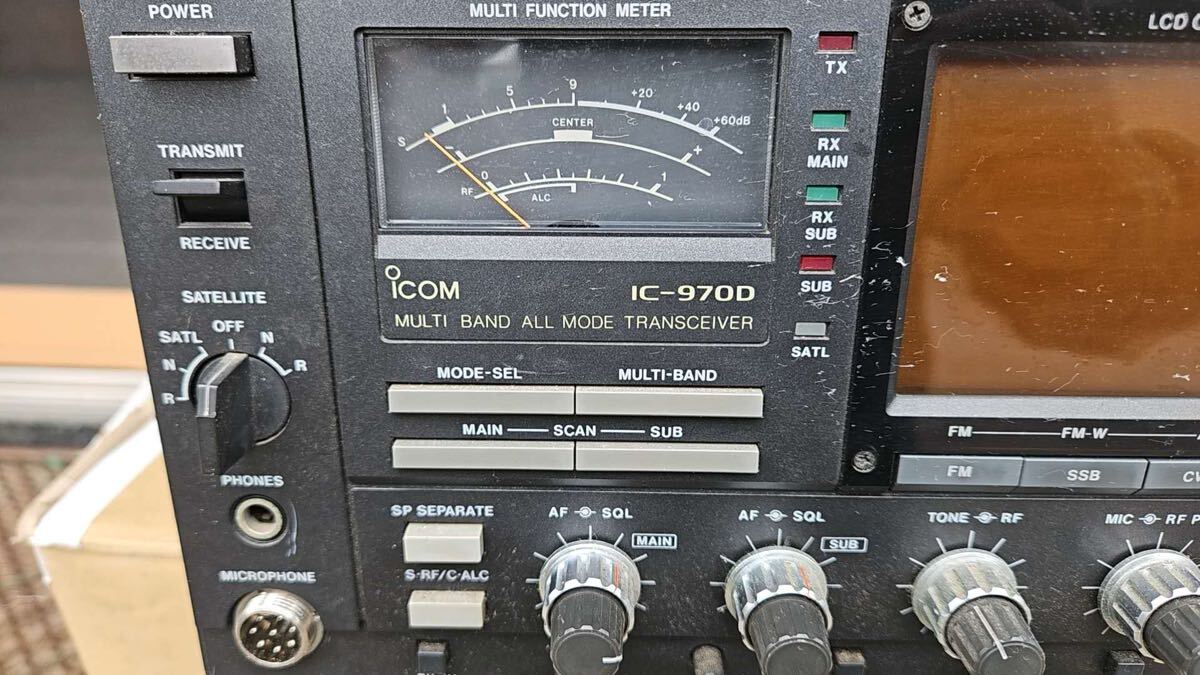 POWER
MULTI FUNCTION METER
LCD
TX
1 5 9 +20 +40 +60dB
S
CENTER
- +
RF 0 1
ALC
RX
MAIN
RX
SUB
SUB
SATL
TRANSMIT
RECEIVE
ICOM
IC-970D
MULTI BAND ALL MODE TRANSCEIVER
SATELLITE
SATL OFF N
N R
R
MODE-SEL MULTI-BAND
MAIN SCAN SUB
PHONES
MICROPHONE
SP SEPARATE
S·RF/C·ALC
AF SQL
MAIN
AF SQL
SUB
TONE RF
MIC RF
FM FM-W
FM SSB